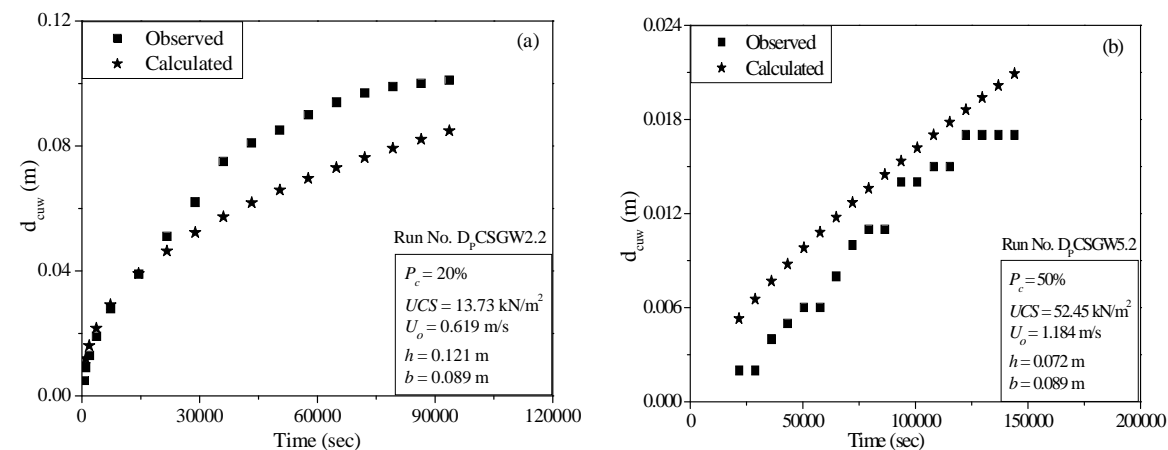 0.12
Observed
Calculated
(a)
0.08
d_cuw (m)
0.04
Run No. D_PCSGW2.2
P_c = 20%
UCS = 13.73 kN/m²
U_o = 0.619 m/s
h = 0.121 m
b = 0.089 m
0.00
0 30000 60000 90000 120000
Time (sec)
0.024
Observed
Calculated
(b)
0.018
d_cuw (m)
0.012
Run No. D_PCSGW5.2
P_c = 50%
0.006
UCS = 52.45 kN/m²
U_o = 1.184 m/s
h = 0.072 m
b = 0.089 m
0.000
0 50000 100000 150000 200000
Time (sec)